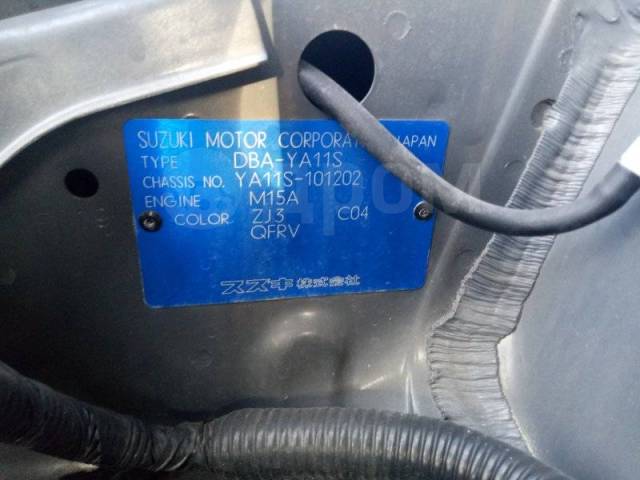 SUZUKI MOTOR CORPORAT JAPAN
TYPE DBA-YA11S
CHASSIS NO. YA11S-101202
ENGINE M15A
COLOR ZJ3 C04
QFRV
スズキ株式会社